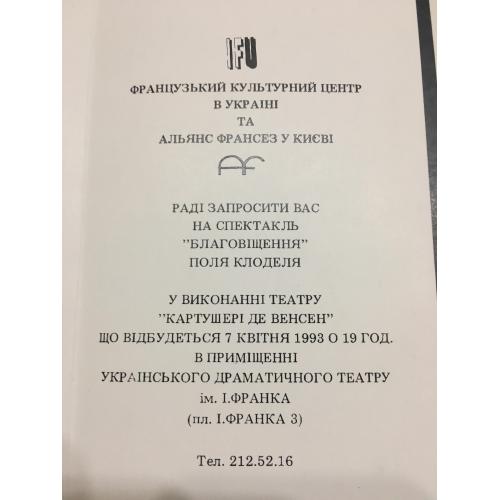 IFU
ФРАНЦУЗЬКИЙ КУЛЬТУРНИЙ ЦЕНТР
В УКРАЇНІ
ТА
АЛЬЯНС ФРАНСЕЗ У КИЄВІ
AF
РАДІ ЗАПРОСИТИ ВАС
НА СПЕКТАКЛЬ
"БЛАГОВІЩЕННЯ"
ПОЛЯ КЛОДЕЛЯ
У ВИКОНАННІ ТЕАТРУ
"КАРТУШЕРІ ДЕ ВЕНСЕН"
ЩО ВІДБУДЕТЬСЯ 7 КВІТНЯ 1993 О 19 ГОД.
В ПРИМІЩЕННІ
УКРАЇНСЬКОГО ДРАМАТИЧНОГО ТЕАТРУ
ім. І.ФРАНКА
(пл. І.ФРАНКА 3)
Тел. 212.52.16